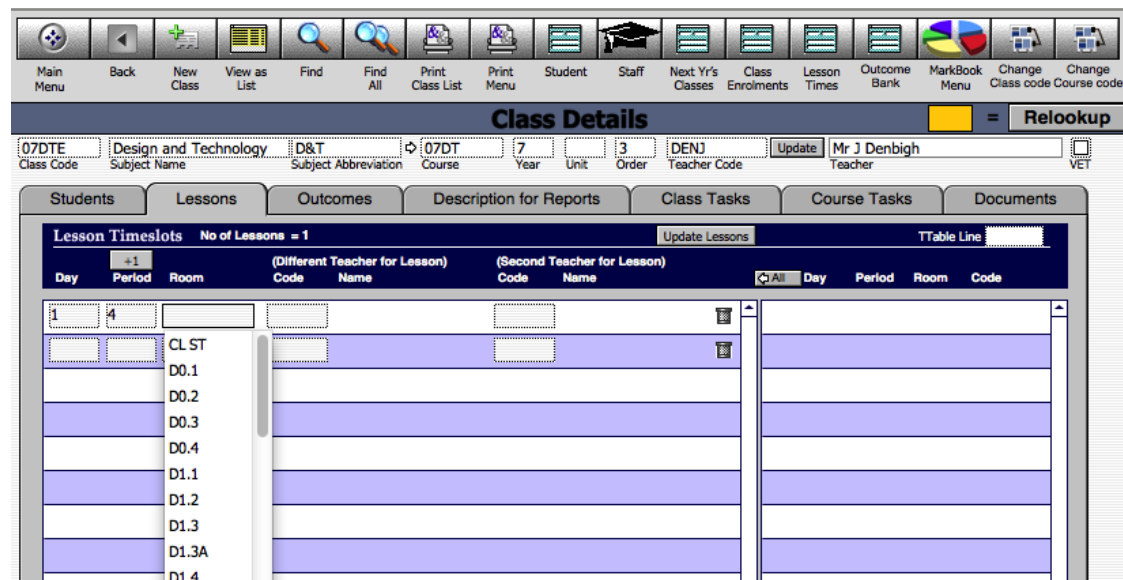 Main Menu
Back
New Class
View as List
Find
Find All
Print Class List
Print Menu
Student
Staff
Next Yr's Classes
Class Enrolments
Lesson Times
Outcome Bank
MarkBook Menu
Change Class code
Change Course code
Class Details
= Relookup
07DTE Design and Technology D&T 07DT 7 3 DENJ Update Mr J Denbigh
Class Code Subject Name Subject Abbreviation Course Year Unit Order Teacher Code Teacher VET
Students Lessons Outcomes Description for Reports Class Tasks Course Tasks Documents
Lesson Timeslots No of Lessons = 1 Update Lessons TTable Line
+1 (Different Teacher for Lesson) (Second Teacher for Lesson)
Day Period Room Code Name Code Name All Day Period Room Code
1 4
CL ST
D0.1
D0.2
D0.3
D0.4
D1.1
D1.2
D1.3
D1.3A
D1.4